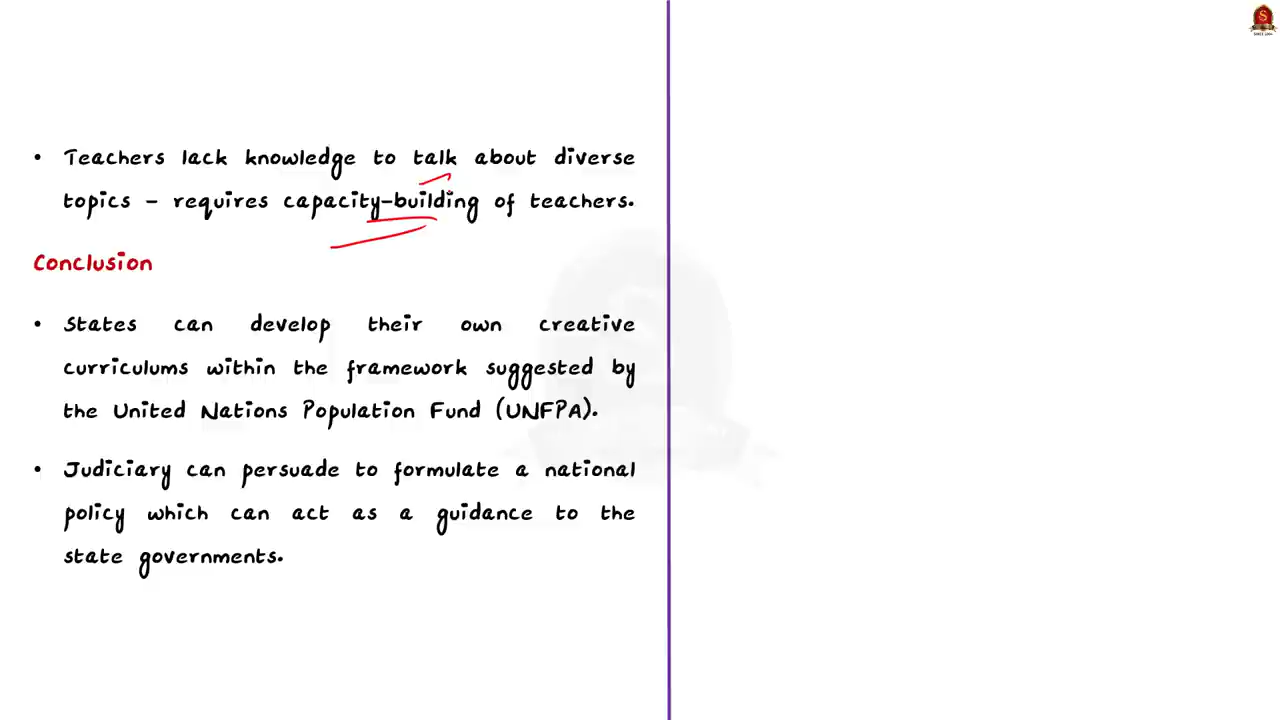 • Teachers lack knowledge to talk about diverse
topics - requires capacity-building of teachers.
Conclusion
• States can develop their own creative
curriculums within the framework suggested by
the United Nations Population Fund (UNFPA).
• Judiciary can persuade to formulate a national
policy which can act as a guidance to the
state governments.